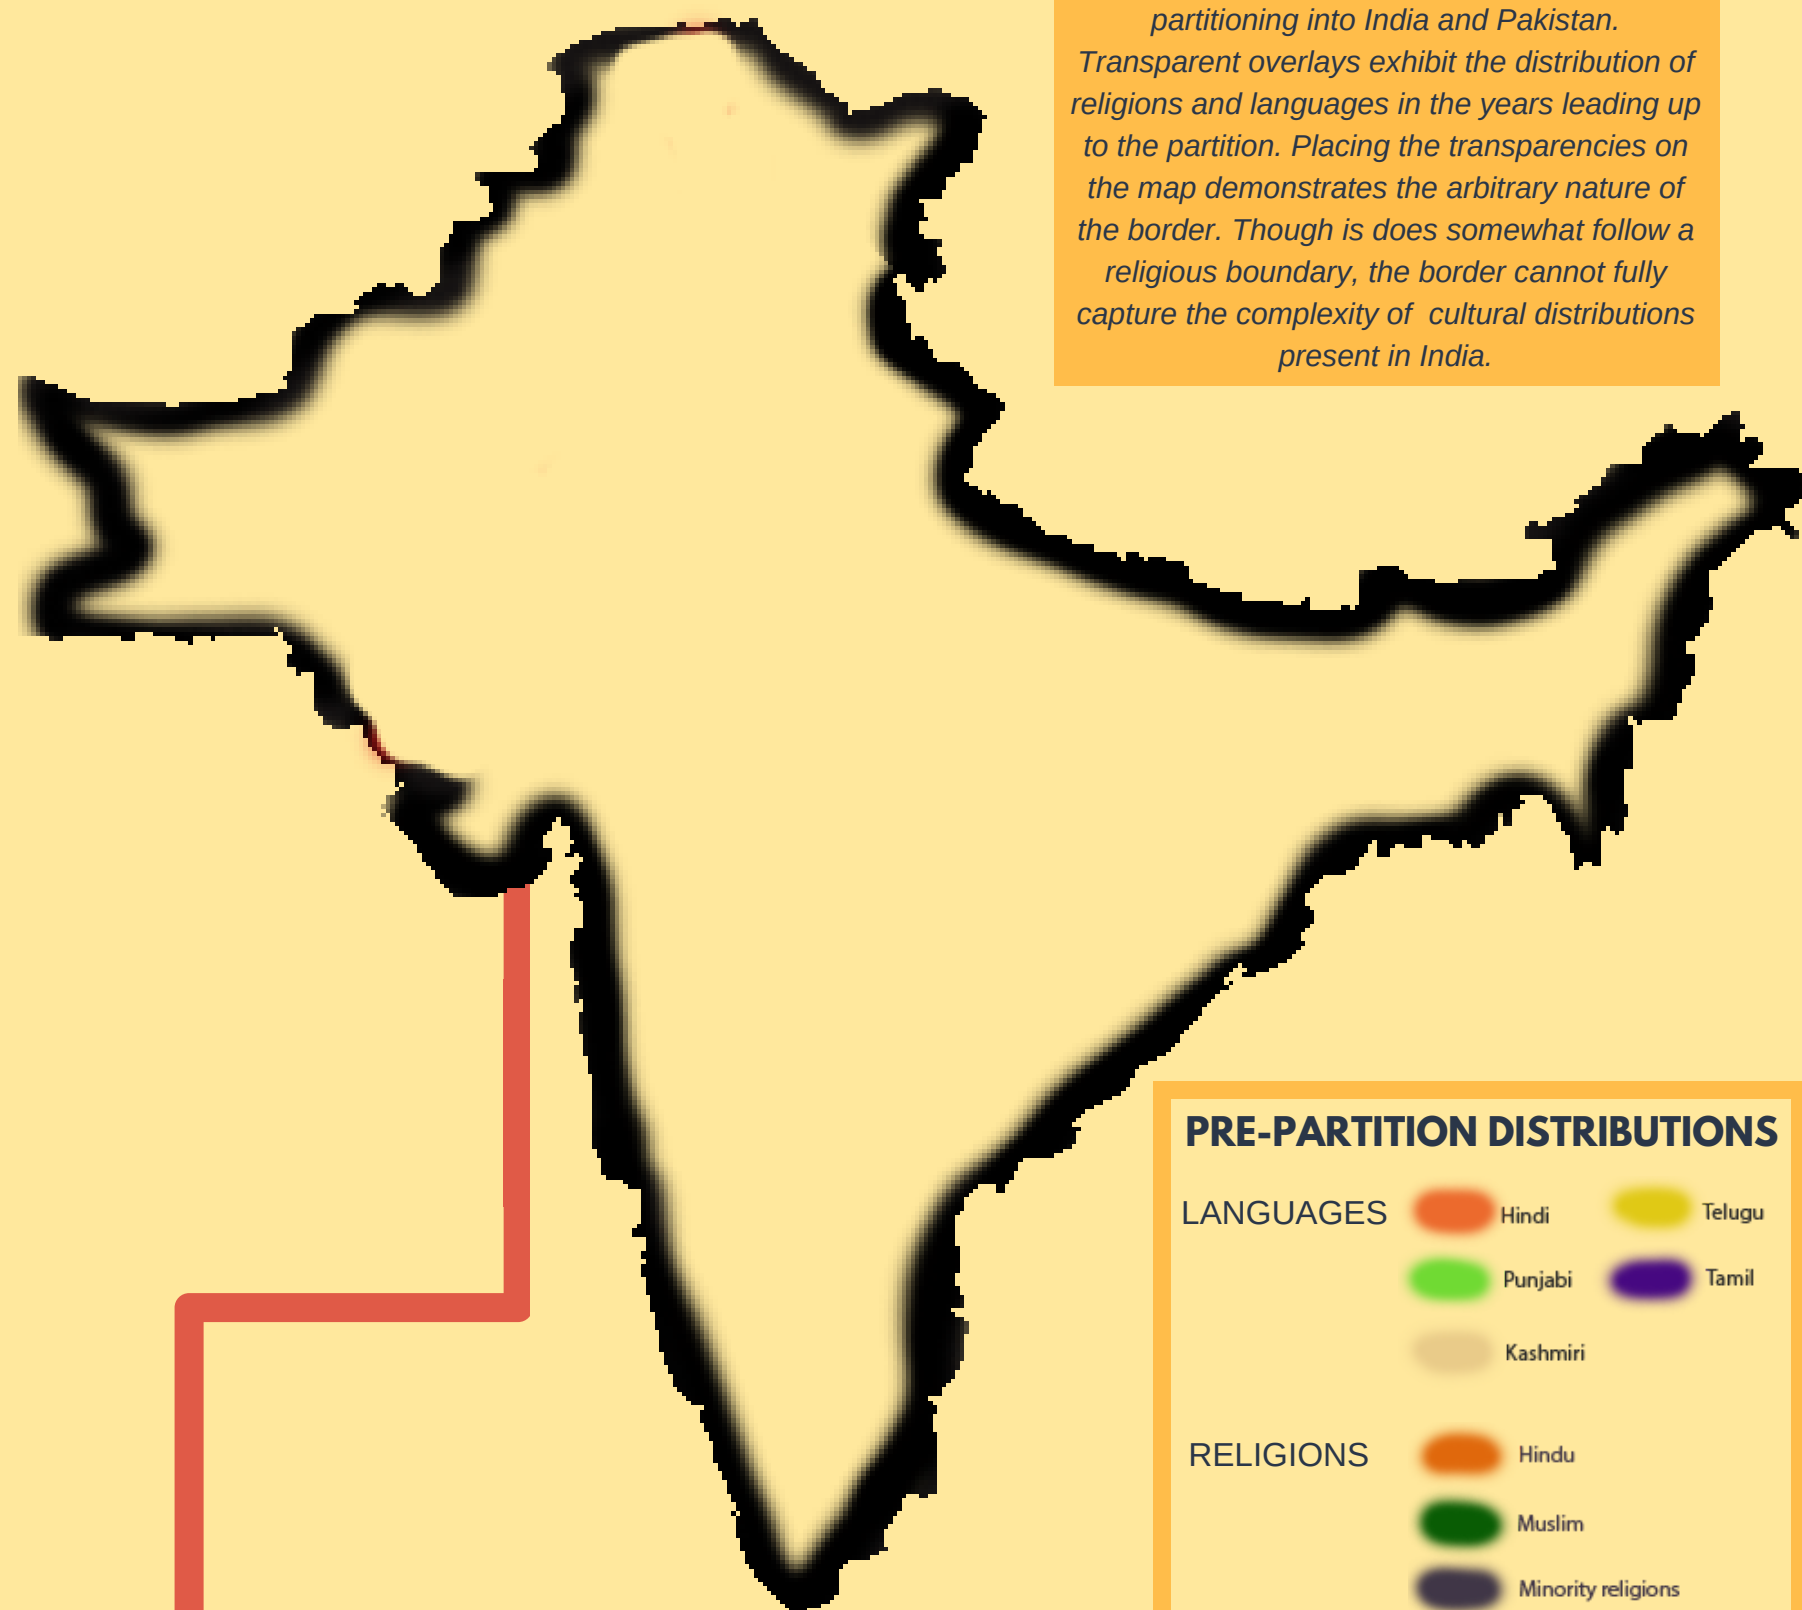 partitioning into India and Pakistan.
Transparent overlays exhibit the distribution of
religions and languages in the years leading up
to the partition. Placing the transparencies on
the map demonstrates the arbitrary nature of
the border. Though is does somewhat follow a
religious boundary, the border cannot fully
capture the complexity of  cultural distributions
present in India.
PRE-PARTITION DISTRIBUTIONS
LANGUAGES Hindi Telugu
Punjabi Tamil
Kashmiri
RELIGIONS Hindu
Muslim
Minority religions